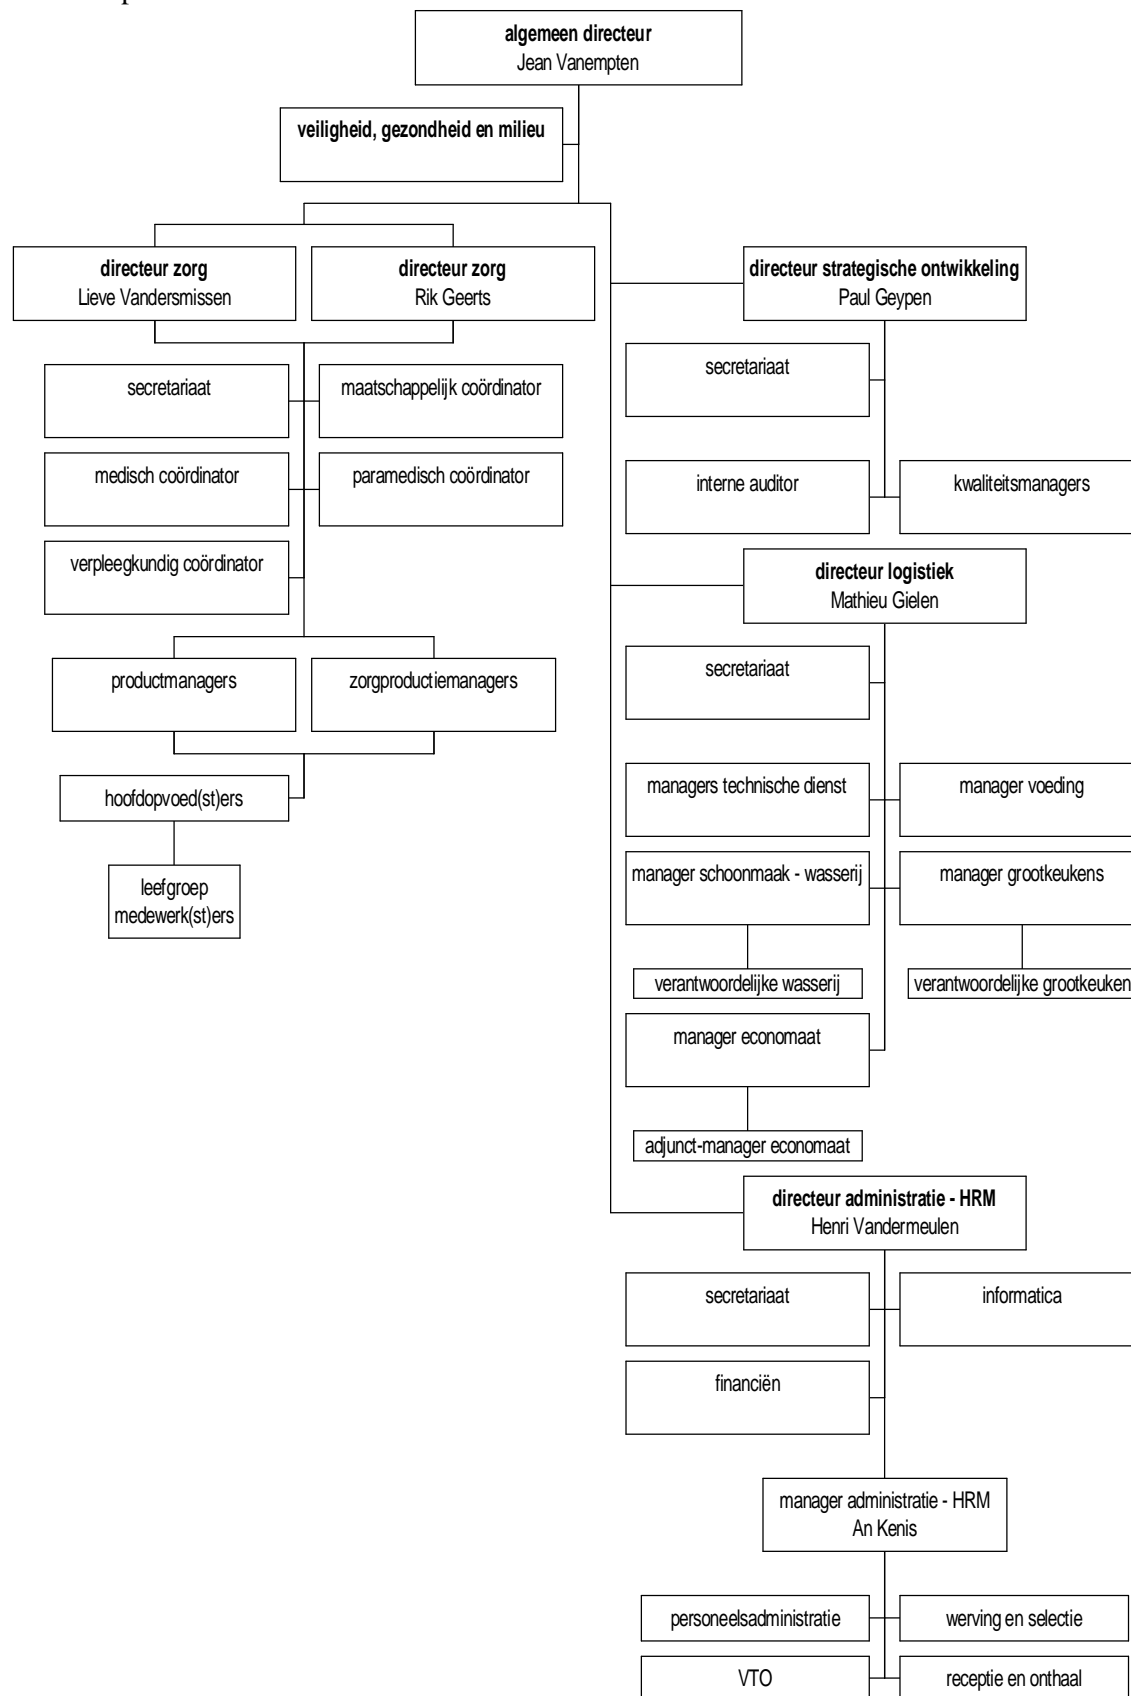 algemeen directeur
Jean Vanempten
veiligheid, gezondheid en milieu
directeur zorg
Lieve Vandersmissen
directeur zorg
Rik Geerts
secretariaat
maatschappelijk coördinator
medisch coördinator
paramedisch coördinator
verpleegkundig coördinator
productmanagers
zorgproductiemanagers
hoofdopvoed(st)ers
leefgroep
medewerk(st)ers
directeur strategische ontwikkeling
Paul Geypen
secretariaat
interne auditor
kwaliteitsmanagers
directeur logistiek
Mathieu Gielen
secretariaat
managers technische dienst
manager voeding
manager schoonmaak - wasserij
manager grootkeukens
verantwoordelijke wasserij
verantwoordelijke grootkeuken
manager economaat
adjunct-manager economaat
directeur administratie - HRM
Henri Vandermeulen
secretariaat
informatica
financiën
manager administratie - HRM
An Kenis
personeelsadministratie
werving en selectie
VTO
receptie en onthaal